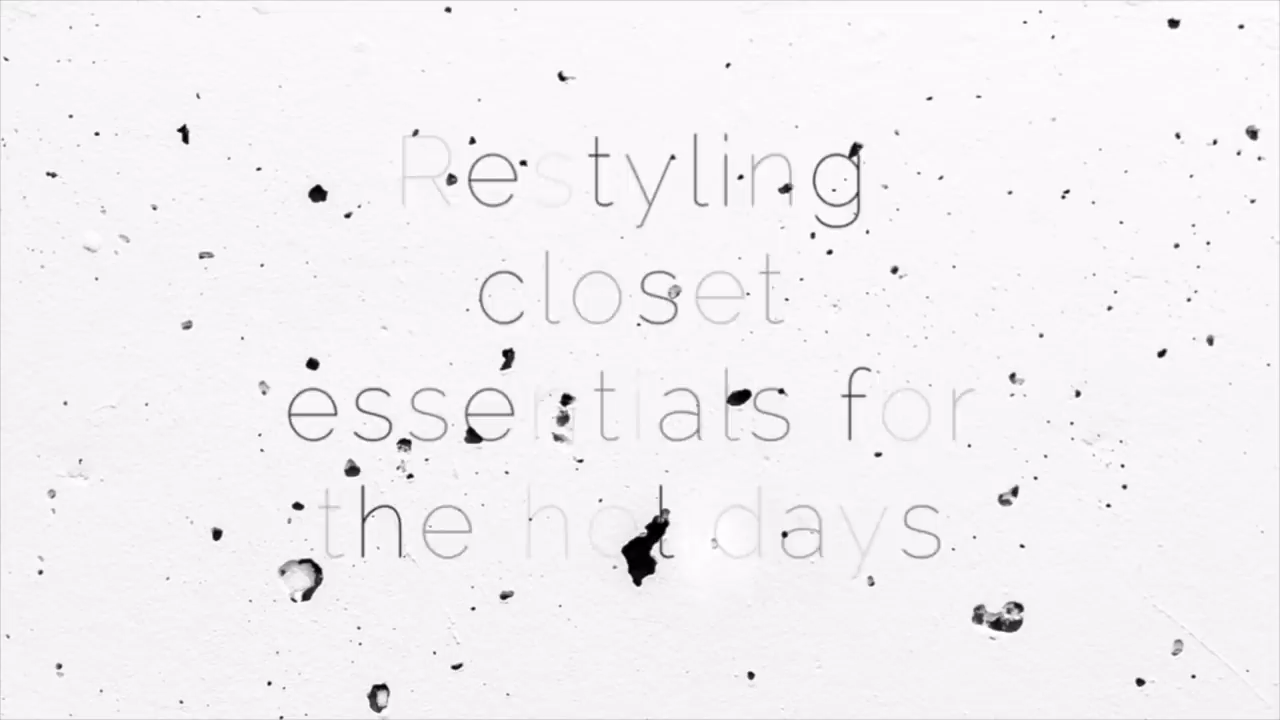 Restyling
closet
essentials for
the holidays